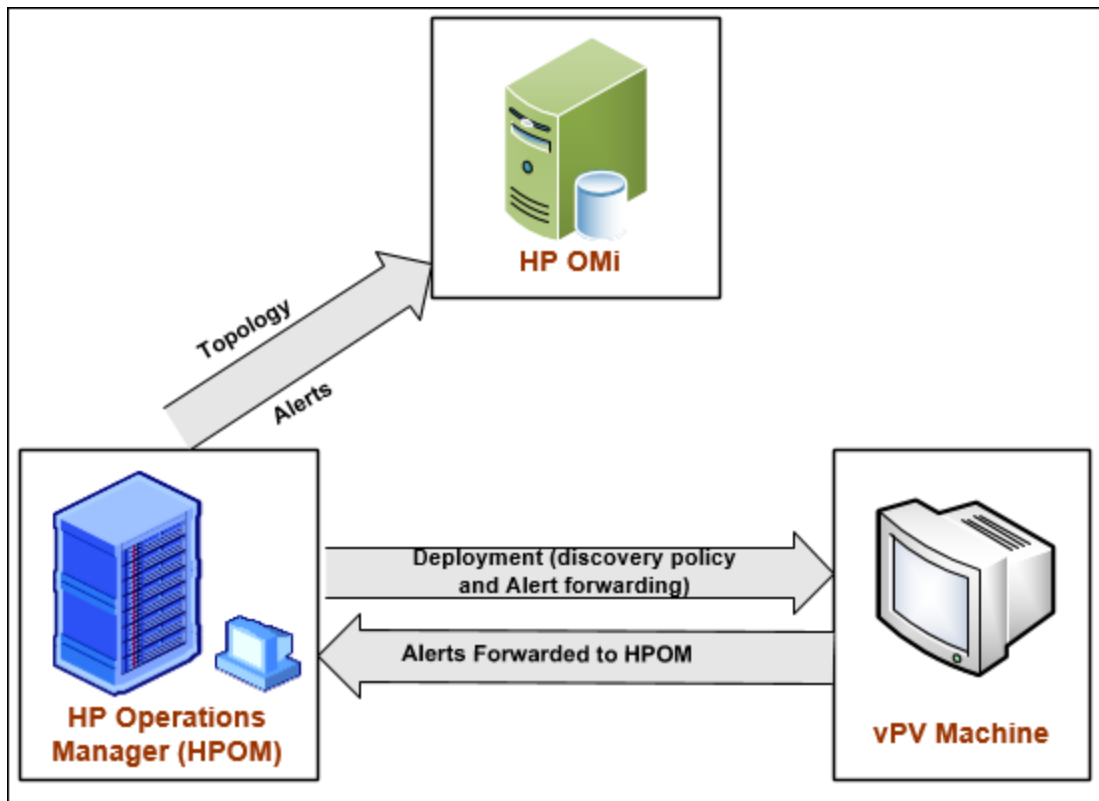 HP OMi
Topology
Alerts
Deployment (discovery policy
and Alert forwarding)
Alerts Forwarded to HPOM
HP Operations
Manager (HPOM)
vPV Machine